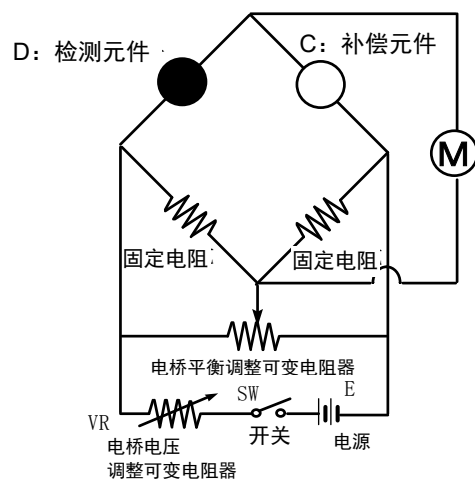 D：检测元件
C：补偿元件
M
固定电阻
固定电阻
电桥平衡调整可变电阻器
SW
E
VR
开关
电源
电桥电压
调整可变电阻器